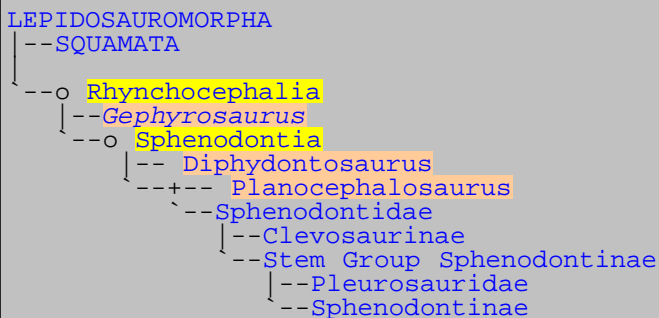 LEPIDOSAUROMORPHA
|--SQUAMATA
|
`--o Rhynchocephalia
|--Gephyrosaurus
`--o Sphenodontia
|-- Diphydontosaurus
`--+-- Planocephalosaurus
`--Sphenodontidae
|--Clevosaurinae
`--Stem Group Sphenodontinae
|--Pleurosauridae
`--Sphenodontinae